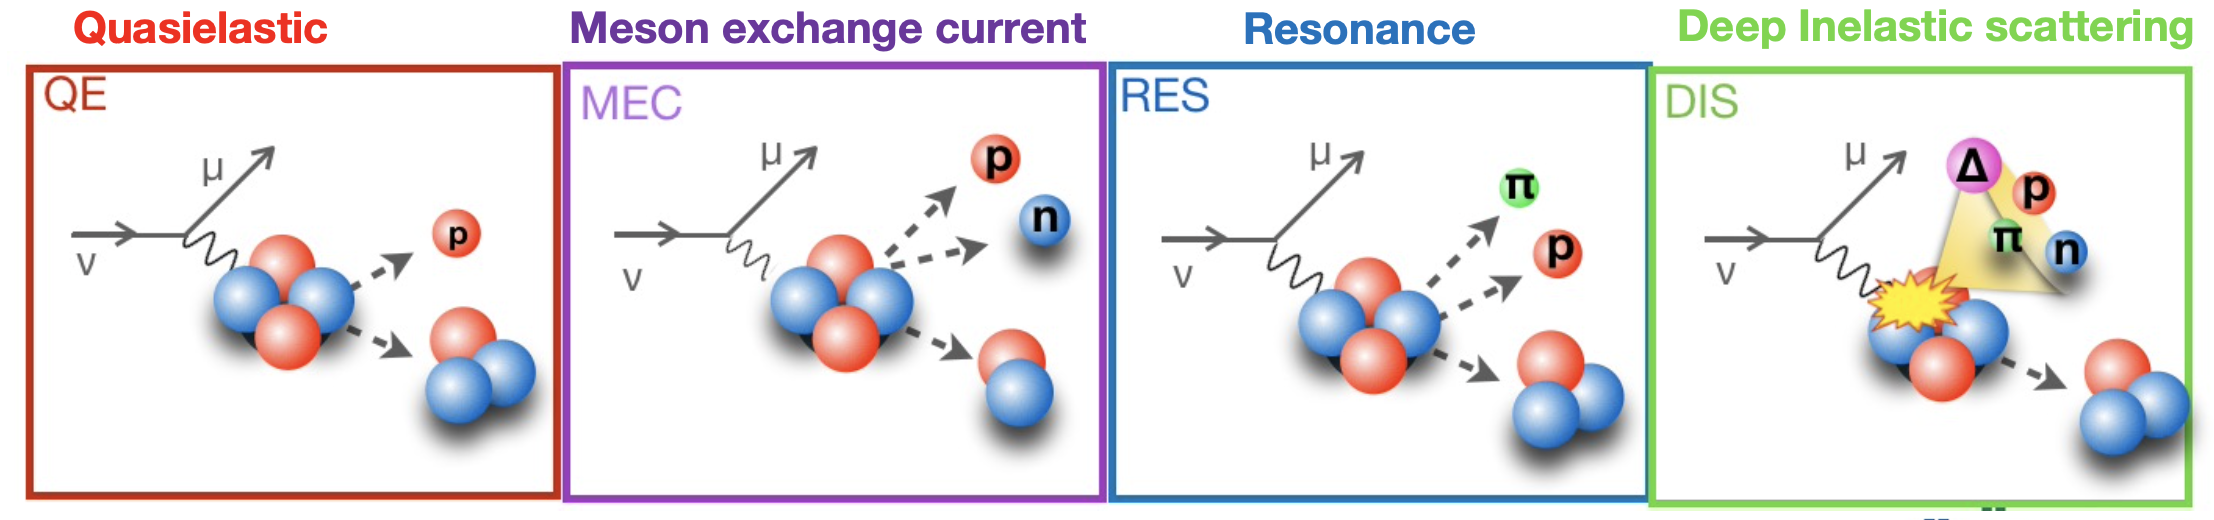 Quasielastic
Meson exchange current
Resonance
Deep Inelastic scattering
QE
μ
ν
p
MEC
μ
ν
p
n
RES
μ
ν
π
p
DIS
μ
ν
Δ
p
π
n